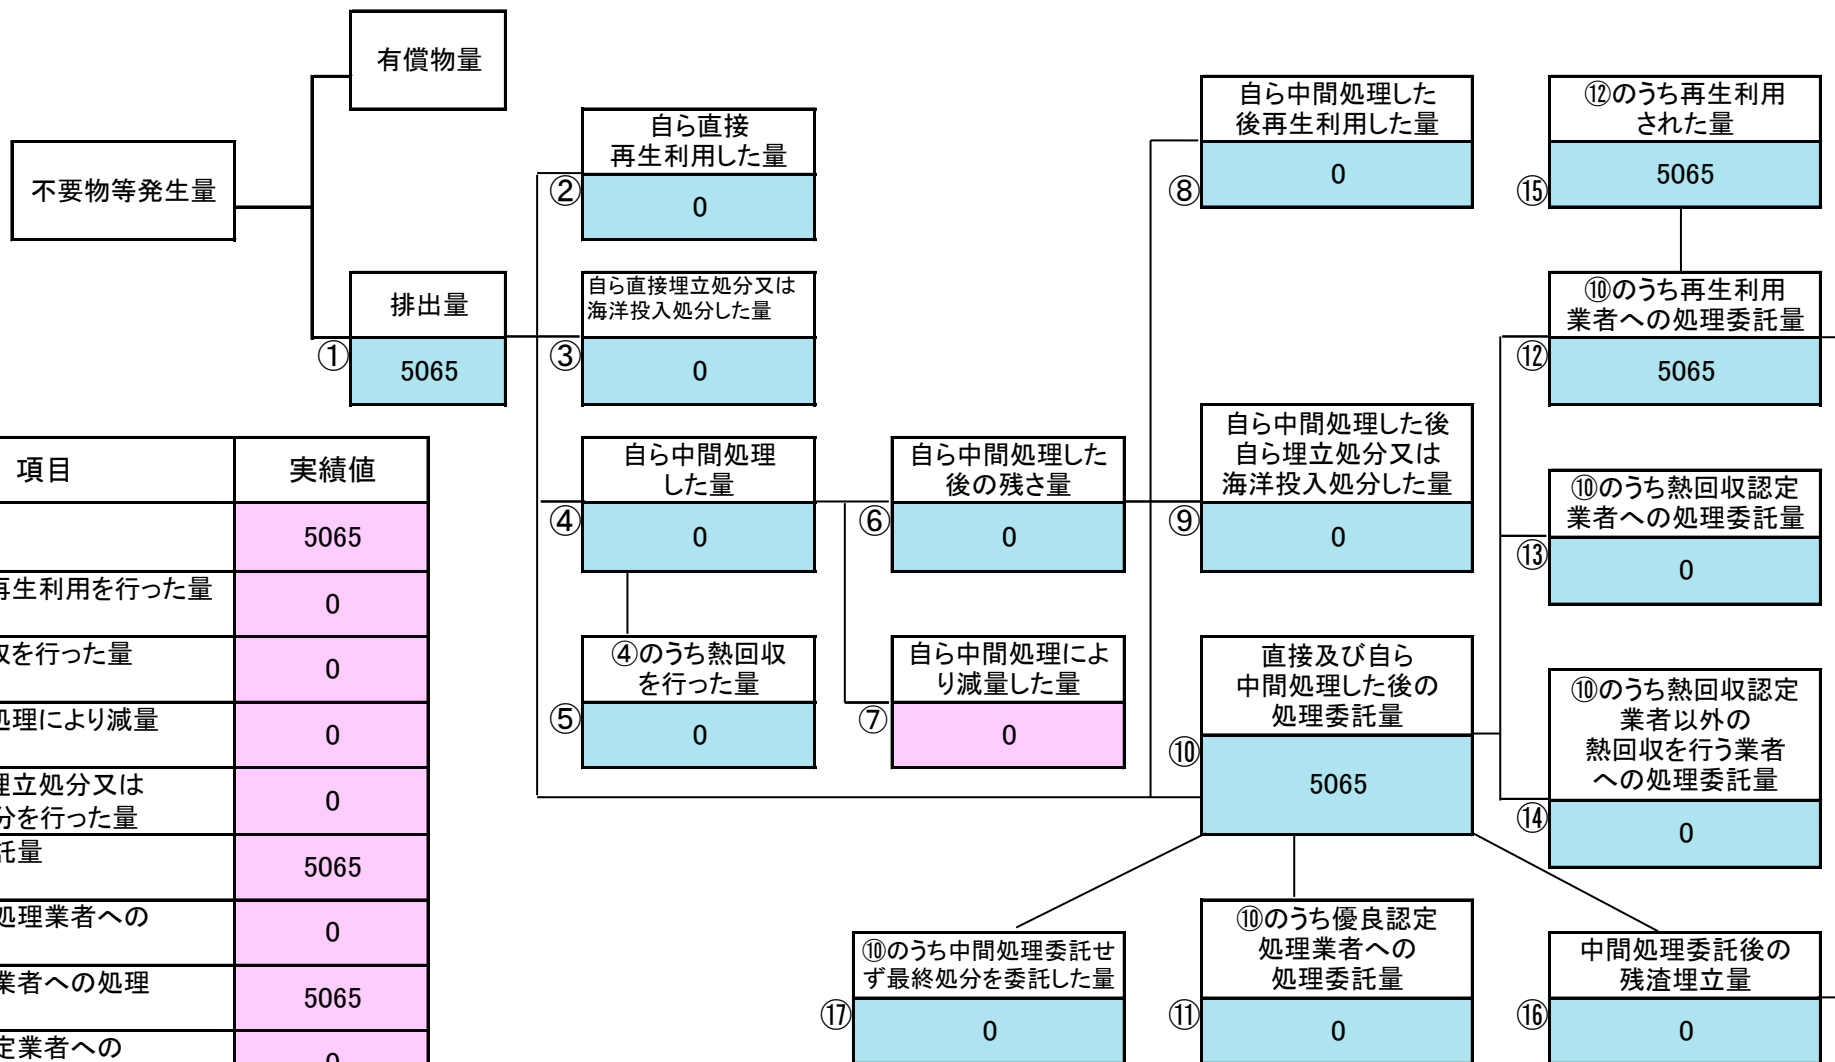 有償物量
不要物等発生量
排出量
①
5065
自ら直接
再生利用した量
②
0
自ら直接埋立処分又は
海洋投入処分した量
③
0
自ら中間処理
した量
④
0
④のうち熱回収
を行った量
⑤
0
自ら中間処理した
後の残さ量
⑥
0
自ら中間処理によ
り減量した量
⑦
0
自ら中間処理した
後再生利用した量
⑧
0
自ら中間処理した後
自ら埋立処分又は
海洋投入処分した量
⑨
0
直接及び自ら
中間処理した後の
処理委託量
⑩
5065
⑫のうち再生利用
された量
⑮
5065
⑩のうち再生利用
業者への処理委託量
⑫
5065
⑩のうち熱回収認定
業者への処理委託量
⑬
0
⑩のうち熱回収認定
業者以外の
熱回収を行う業者
への処理委託量
⑭
0
⑩のうち中間処理委託せ
ず最終処分を委託した量
⑰
0
⑩のうち優良認定
処理業者への
処理委託量
⑪
0
中間処理委託後の
残渣埋立量
⑯
0
項目 実績値
5065
再生利用を行った量 0
を行った量 0
処理により減量 0
埋立処分又は
を行った量 0
託量 5065
処理業者への 0
業者への処理 5065
定業者への